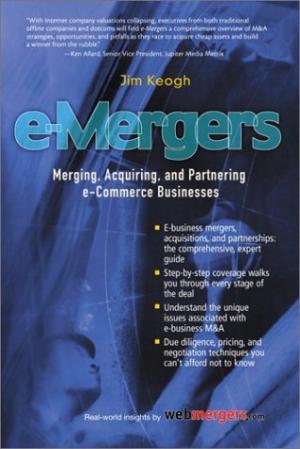 "With Internet company valuations collapsing, executives from both traditional
offline companies and dotcoms will find e-Mergers a comprehensive overview of M&A
strategies, opportunities, and pitfalls as they race to acquire cheap assets and build
a winner from the rubble."
—Ken Allard, Senior Vice President, Jupiter Media Metrix
Jim Keogh
e-Mergers
Merging, Acquiring, and Partnering
e-Commerce Businesses
E-business mergers,
acquisitions, and partnerships:
the comprehensive, expert
guide
Step-by-step coverage walks
you through every stage of
the deal
Understand the unique
issues associated with
e-business M&A
Due diligence, pricing, and
negotiation techniques you
can't afford not to know
Real-world insights by webmergers.com